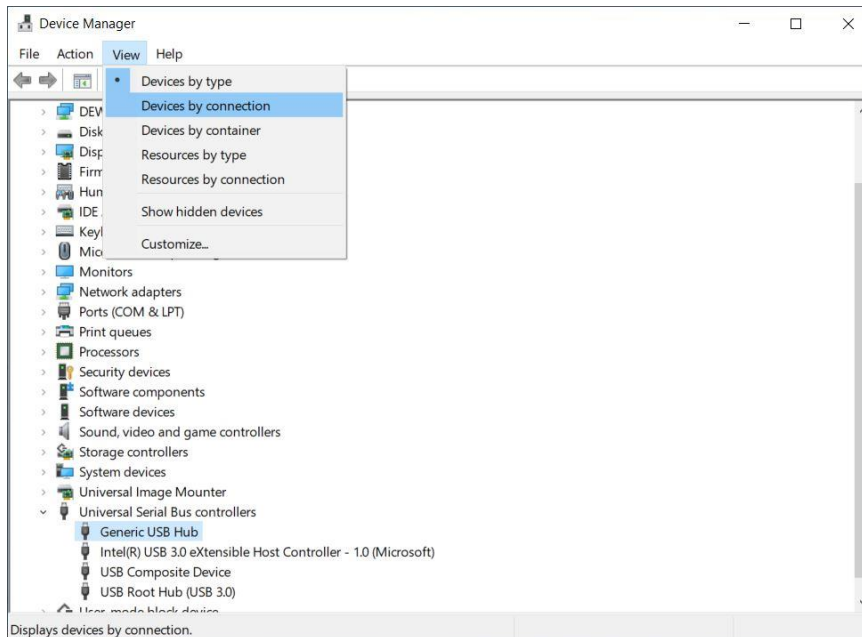 Device Manager
File Action View Help
Devices by type
Devices by connection
Devices by container
Resources by type
Resources by connection
Show hidden devices
Customize...
Monitors
Network adapters
Ports (COM & LPT)
Print queues
Processors
Security devices
Software components
Software devices
Sound, video and game controllers
Storage controllers
System devices
Universal Image Mounter
Universal Serial Bus controllers
Generic USB Hub
Intel(R) USB 3.0 eXtensible Host Controller - 1.0 (Microsoft)
USB Composite Device
USB Root Hub (USB 3.0)
Displays devices by connection.